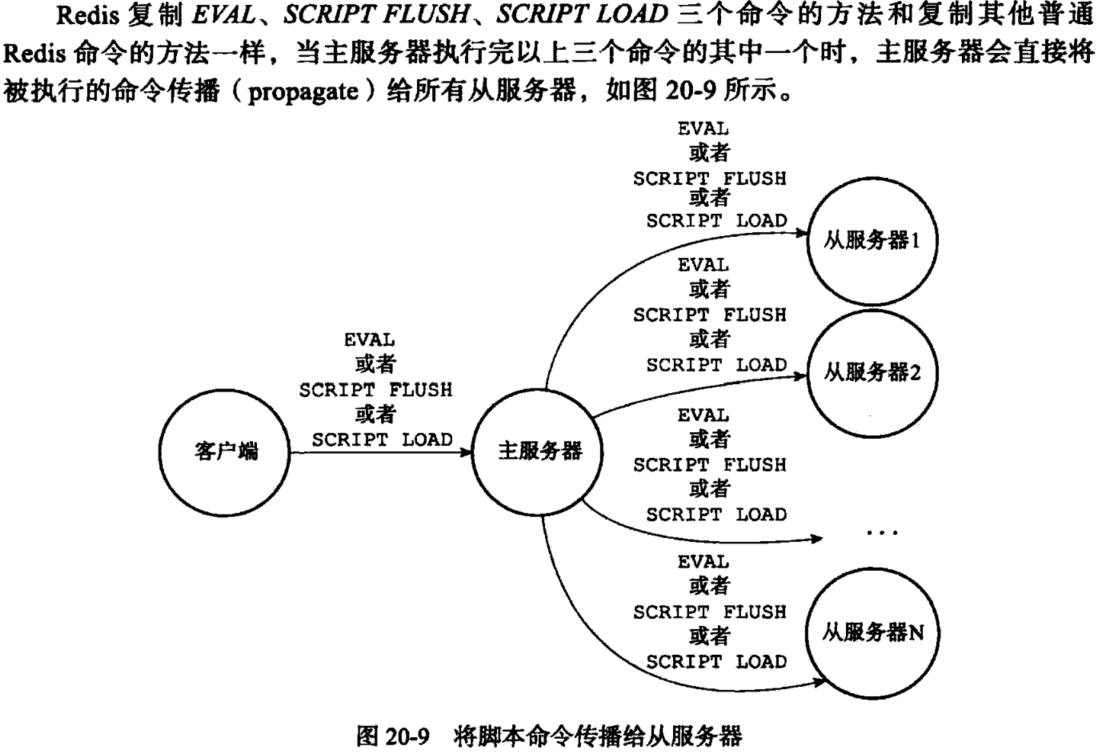 Redis 复制 EVAL、SCRIPT FLUSH、SCRIPT LOAD 三个命令的方法和复制其他普通
Redis 命令的方法一样，当主服务器执行完以上三个命令的其中一个时，主服务器会直接将
被执行的命令传播（propagate）给所有从服务器，如图 20-9 所示。
EVAL
或者
SCRIPT FLUSH
或者
SCRIPT LOAD
从服务器1
EVAL
或者
SCRIPT FLUSH
或者
SCRIPT LOAD
从服务器2
客户端
EVAL
或者
SCRIPT FLUSH
或者
SCRIPT LOAD
主服务器
EVAL
或者
SCRIPT FLUSH
或者
SCRIPT LOAD
...
EVAL
或者
SCRIPT FLUSH
或者
SCRIPT LOAD
从服务器N
图 20-9 将脚本命令传播给从服务器